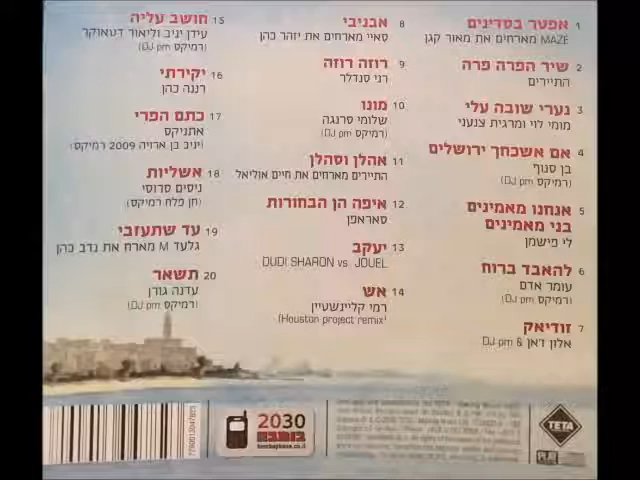 1 אפטר בסדינים
MAZE מארחים את מאור קגן
2 שיר הפרה פרה
התיירים
3 נערי שובה עלי
מומי לוי ומרגית צנעני
4 אם אשכחך ירושלים
בן סנוף
(רמיקס DJ pm)
5 אנחנו מאמינים
בני מאמינים
לי פישמן
6 להאבד ברוח
עומר אדם
(רמיקס DJ pm)
7 זודיאק
אלון דאן & DJ pm
8 אבניבי
סאיי מארחים את יזהר כהן
9 רוזה רוזה
רני סנדלר
10 מונו
שלומי סרנגה
(רמיקס DJ pm)
11 אהלן וסהלן
התיירים מארחים את חיים אוליאל
12 איפה הן הבחורות
סאראפן
13 יעקב
DUDI SHARON vs. JOUEL
14 אש
רמי קליינשטיין
(Houston project remix)
15 חושב עליה
עידן יניב וליאור דטאוקר
(רמיקס DJ pm)
16 יקירתי
רננה כהן
17 כתם הפרי
אתניקס
(יניב בן ארויה 2009 רמיקס)
18 אשליות
ניסים סרוסי
(חן פלח רמיקס)
19 עד שתעזבי
גלעד M מארח את נדב כהן
20 תשאר
עדנה גורן
(רמיקס DJ pm)
2030
בומבה
TETA